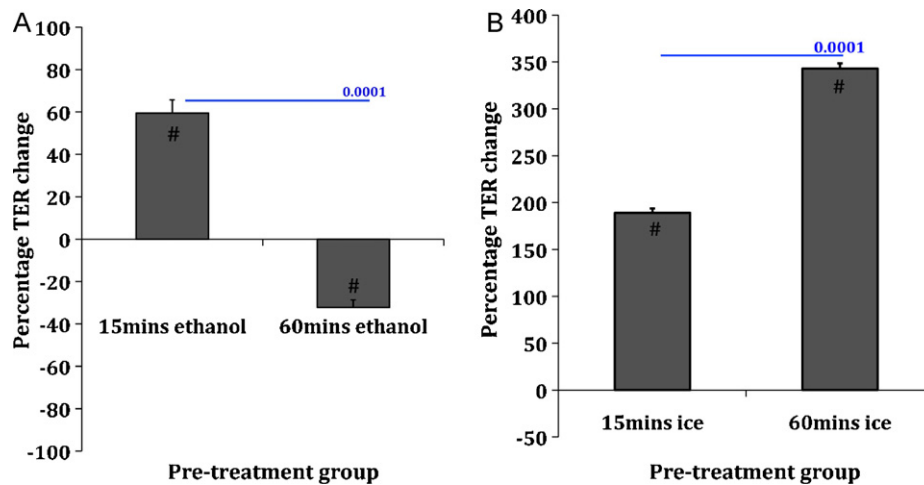 A
Percentage TER change
100
80
60
40
20
0
-20
-40
-60
-80
-100
0.0001
#
#
15mins ethanol
60mins ethanol
Pre-treatment group
B
Percentage TER change
400
350
300
250
200
150
100
50
0
-50
0.0001
#
#
15mins ice
60mins ice
Pre-treatment group